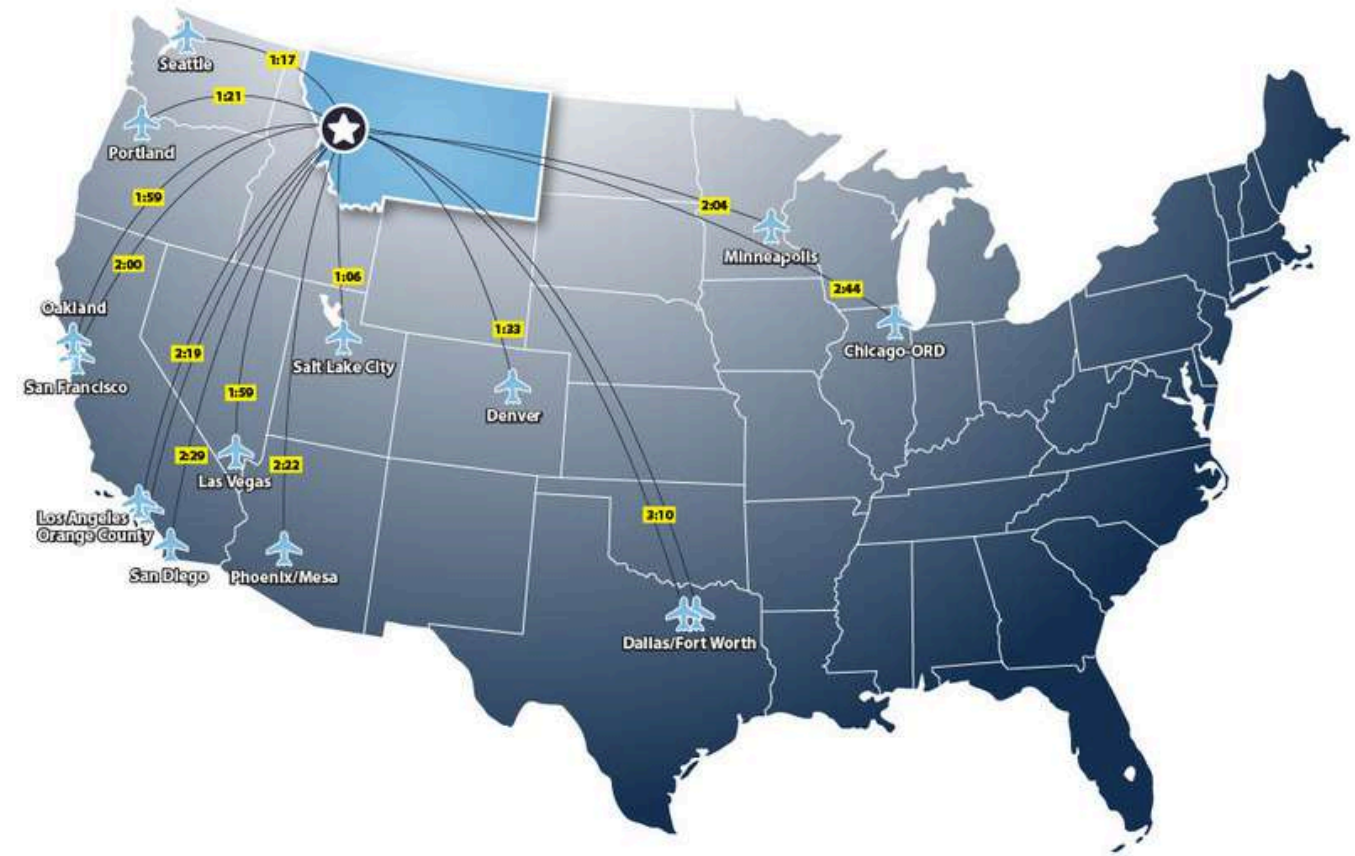 Seattle
1:17
1:21
Portland
1:59
2:04
Minneapolis
2:00
1:06
2:44
Oakland
1:33
2:19
Salt Lake City
Chicago-ORD
San Francisco
1:59
Denver
2:29
2:22
Las Vegas
Los Angeles
Orange County
3:10
San Diego
Phoenix/Mesa
Dallas/Fort Worth